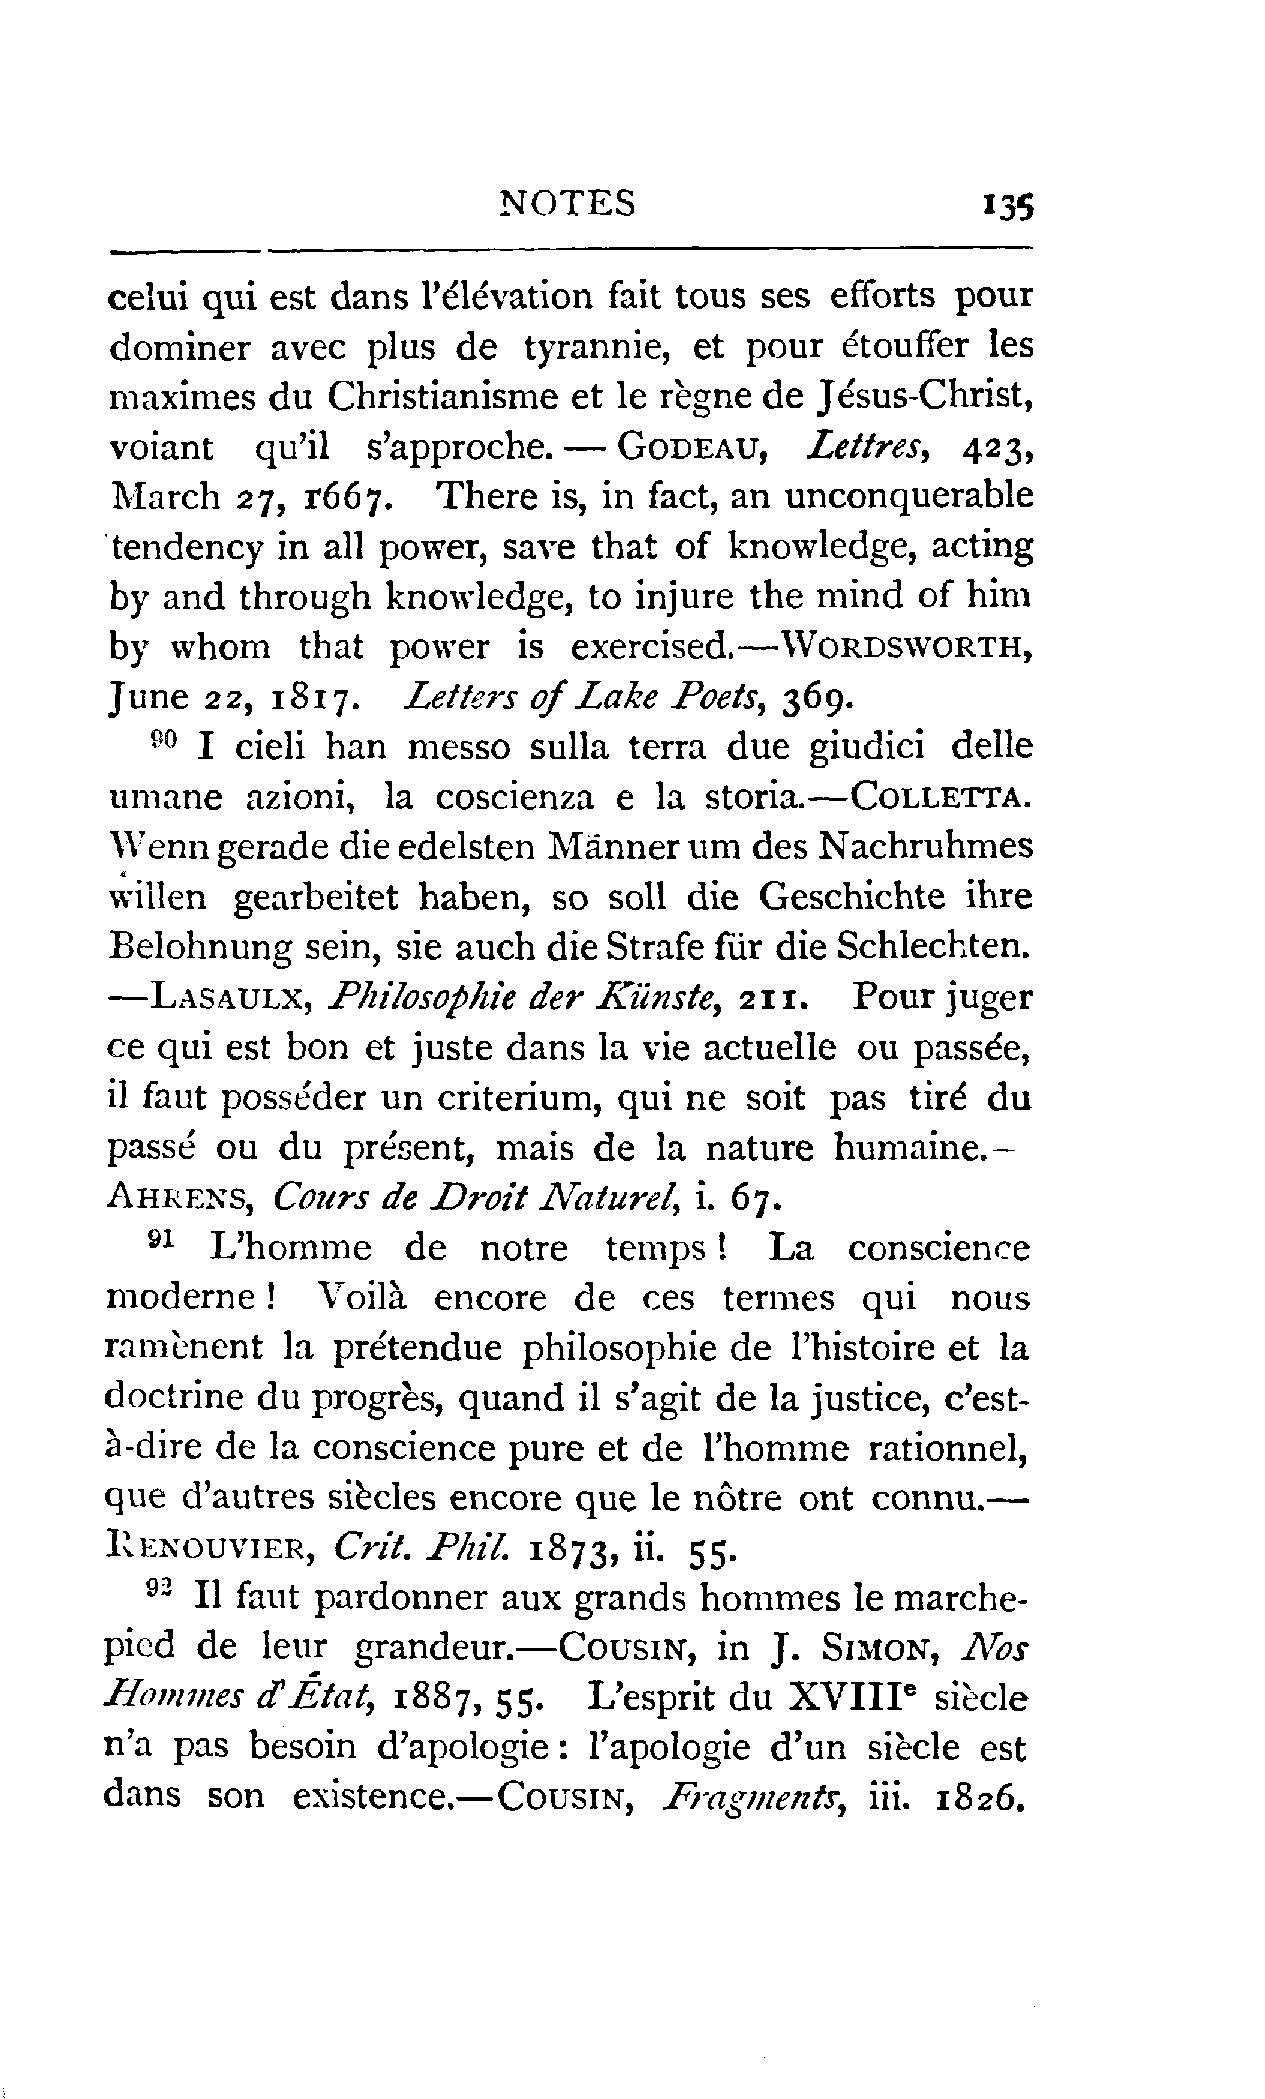 NOTES 135
celui qui est dans l'élévation fait tous ses efforts pour
dominer avec plus de tyrannie, et pour étouffer les
maximes du Christianisme et le règne de Jésus-Christ,
voiant qu'il s'approche. — GODEAU, Lettres, 423,
March 27, 1667. There is, in fact, an unconquerable
tendency in all power, save that of knowledge, acting
by and through knowledge, to injure the mind of him
by whom that power is exercised.—WORDSWORTH,
June 22, 1817. Letters of Lake Poets, 369.
90 I cieli han messo sulla terra due giudici delle
umane azioni, la coscienza e la storia.—COLLETTA.
Wenn gerade die edelsten Männer um des Nachruhmes
willen gearbeitet haben, so soll die Geschichte ihre
Belohnung sein, sie auch die Strafe für die Schlechten.
—LASAULX, Philosophie der Künste, 211. Pour juger
ce qui est bon et juste dans la vie actuelle ou passée,
il faut posséder un criterium, qui ne soit pas tiré du
passé ou du présent, mais de la nature humaine.—
AHRENS, Cours de Droit Naturel, i. 67.
91 L'homme de notre temps ! La conscience
moderne ! Voilà encore de ces termes qui nous
ramènent la prétendue philosophie de l'histoire et la
doctrine du progrès, quand il s'agit de la justice, c'est-
à-dire de la conscience pure et de l'homme rationnel,
que d'autres siècles encore que le nôtre ont connu.—
RENOUVIER, Crit. Phil. 1873, ii. 55.
92 Il faut pardonner aux grands hommes le marche-
pied de leur grandeur.—COUSIN, in J. SIMON, Nos
Hommes d'État, 1887, 55. L'esprit du XVIIIe siècle
n'a pas besoin d'apologie : l'apologie d'un siècle est
dans son existence.—COUSIN, Fragments, iii. 1826.